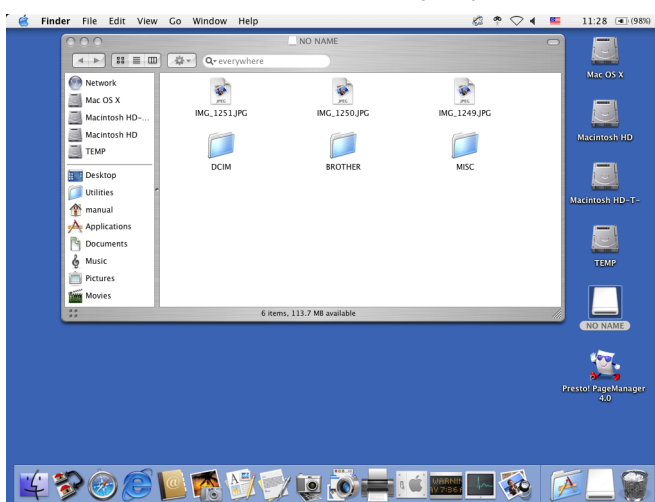 Finder File Edit View Go Window Help 11:28 (98%)
NO NAME
everywhere
Network
Mac OS X
Macintosh HD-...
Macintosh HD
TEMP
Desktop
Utilities
manual
Applications
Documents
Music
Pictures
Movies
IMG_1251.JPG IMG_1250.JPG IMG_1249.JPG
DCIM BROTHER MISC
6 items, 113.7 MB available
Mac OS X
Macintosh HD
Macintosh HD-T-
TEMP
NO NAME
Presto! PageManager
4.0